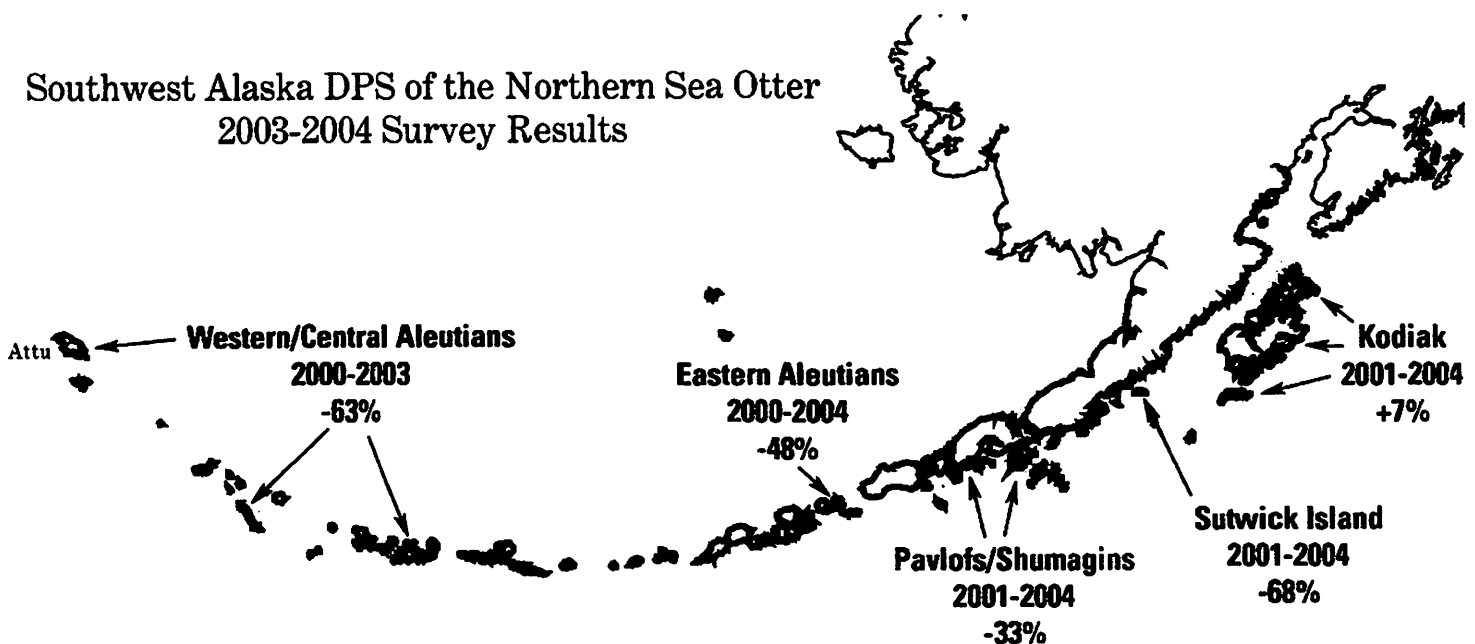 Southwest Alaska DPS of the Northern Sea Otter
2003-2004 Survey Results
Attu
Western/Central Aleutians
2000-2003
-63%
Eastern Aleutians
2000-2004
-48%
Kodiak
2001-2004
+7%
Pavlofs/Shumagins
2001-2004
-33%
Sutwick Island
2001-2004
-68%